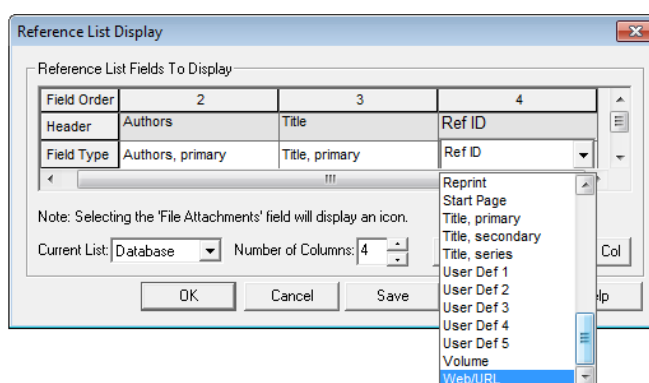 Reference List Display
Reference List Fields To Display
Field Order 2 3 4
Header Authors Title Ref ID
Field Type Authors, primary Title, primary Ref ID
Reprint
Start Page
Note: Selecting the 'File Attachments' field will display an icon.
Title, primary
Title, secondary
Current List: Database Number of Columns: 4 Col
Title, series
User Def 1
User Def 2
OK Cancel Save lp
User Def 3
User Def 4
User Def 5
Volume
Web/URL